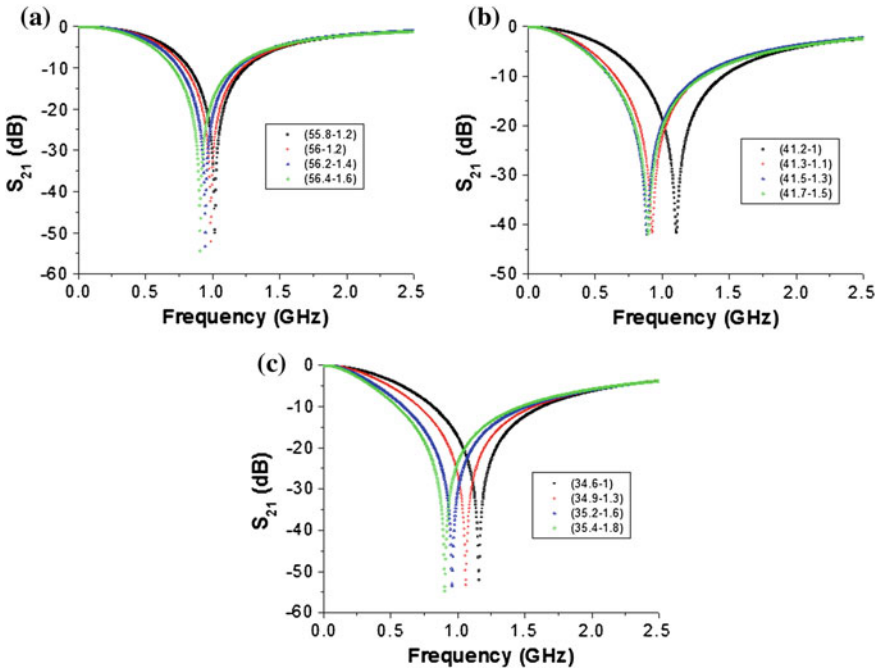 (a)
S21 (dB)
0
-10
-20
-30
-40
-50
-60
(55.8-1.2)
(56-1.2)
(56.2-1.4)
(56.4-1.6)
0.0 0.5 1.0 1.5 2.0 2.5
Frequency (GHz)
(b)
S21 (dB)
0
-10
-20
-30
-40
-50
(41.2-1)
(41.3-1.1)
(41.5-1.3)
(41.7-1.5)
0.0 0.5 1.0 1.5 2.0 2.5
Frequency (GHz)
(c)
S21 (dB)
0
-10
-20
-30
-40
-50
-60
(34.6-1)
(34.9-1.3)
(35.2-1.6)
(35.4-1.8)
0.0 0.5 1.0 1.5 2.0 2.5
Frequency (GHz)